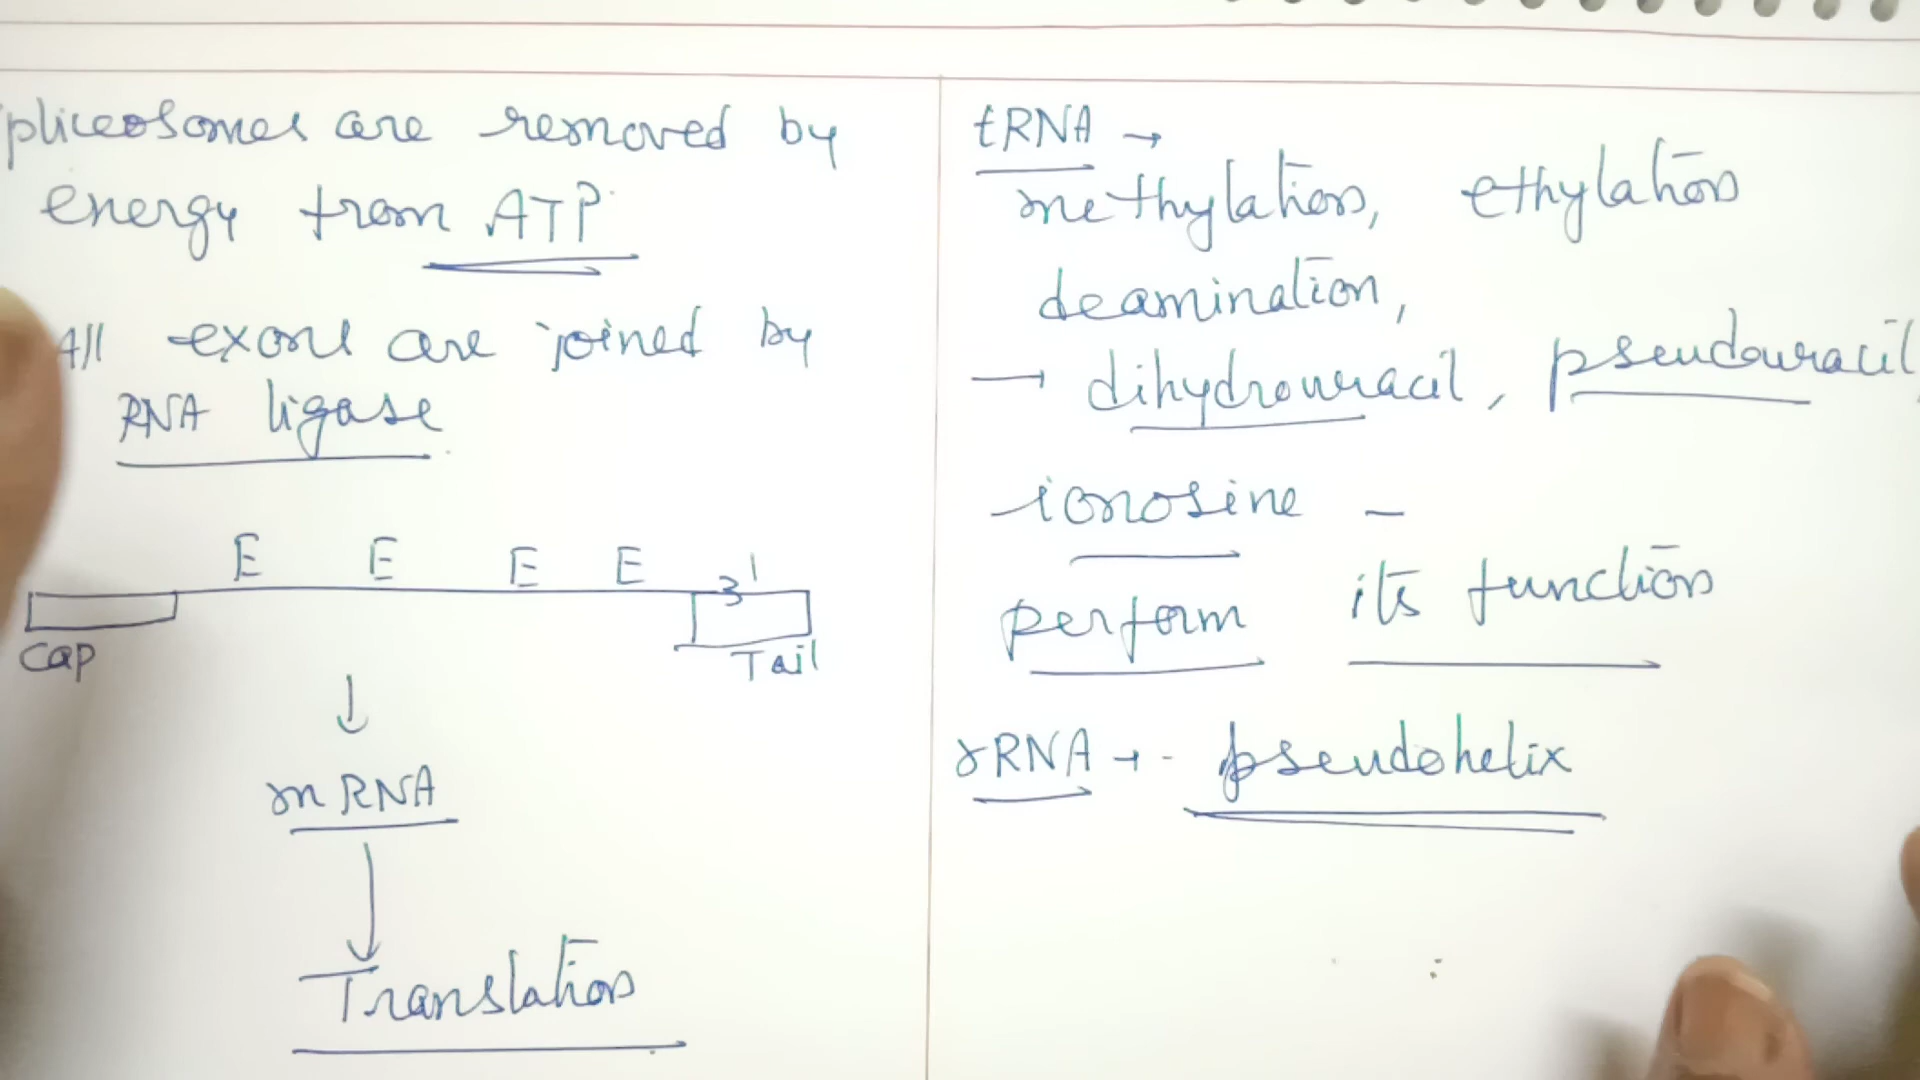 pliceosomes are removed by
energy from ATP
All exons are joined by
RNA ligase
E E E E 3'
Cap Tail
↓
mRNA
↓
Translation
tRNA →
methylation, ethylation
deamination,
→ dihydrouracil, pseudouracil,
ionosine -
perform its function
rRNA → - pseudohelix